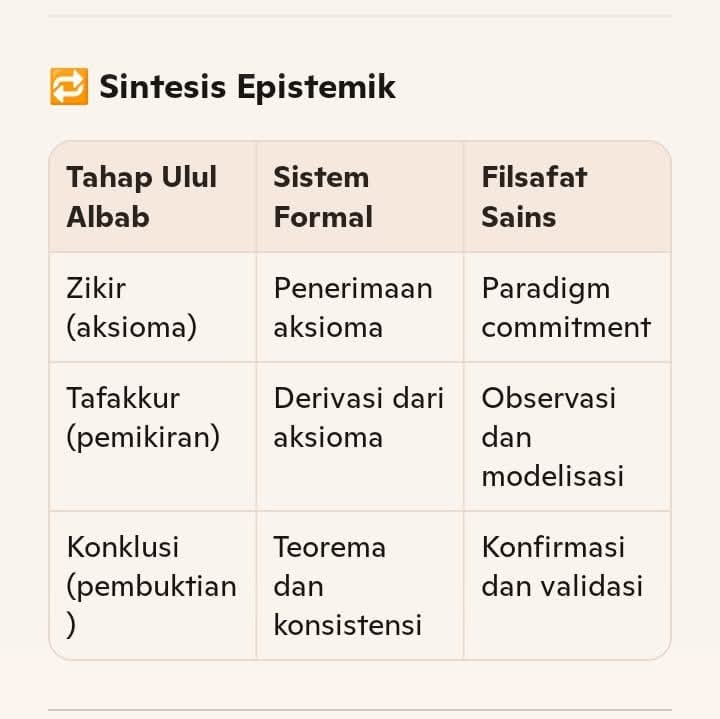 🔁 Sintesis Epistemik
Tahap Ulul
Albab
Sistem
Formal
Filsafat
Sains
Zikir
(aksioma)
Penerimaan
aksioma
Paradigm
commitment
Tafakkur
(pemikiran)
Derivasi dari
aksioma
Observasi
dan
modelisasi
Konklusi
(pembuktian
)
Teorema
dan
konsistensi
Konfirmasi
dan validasi